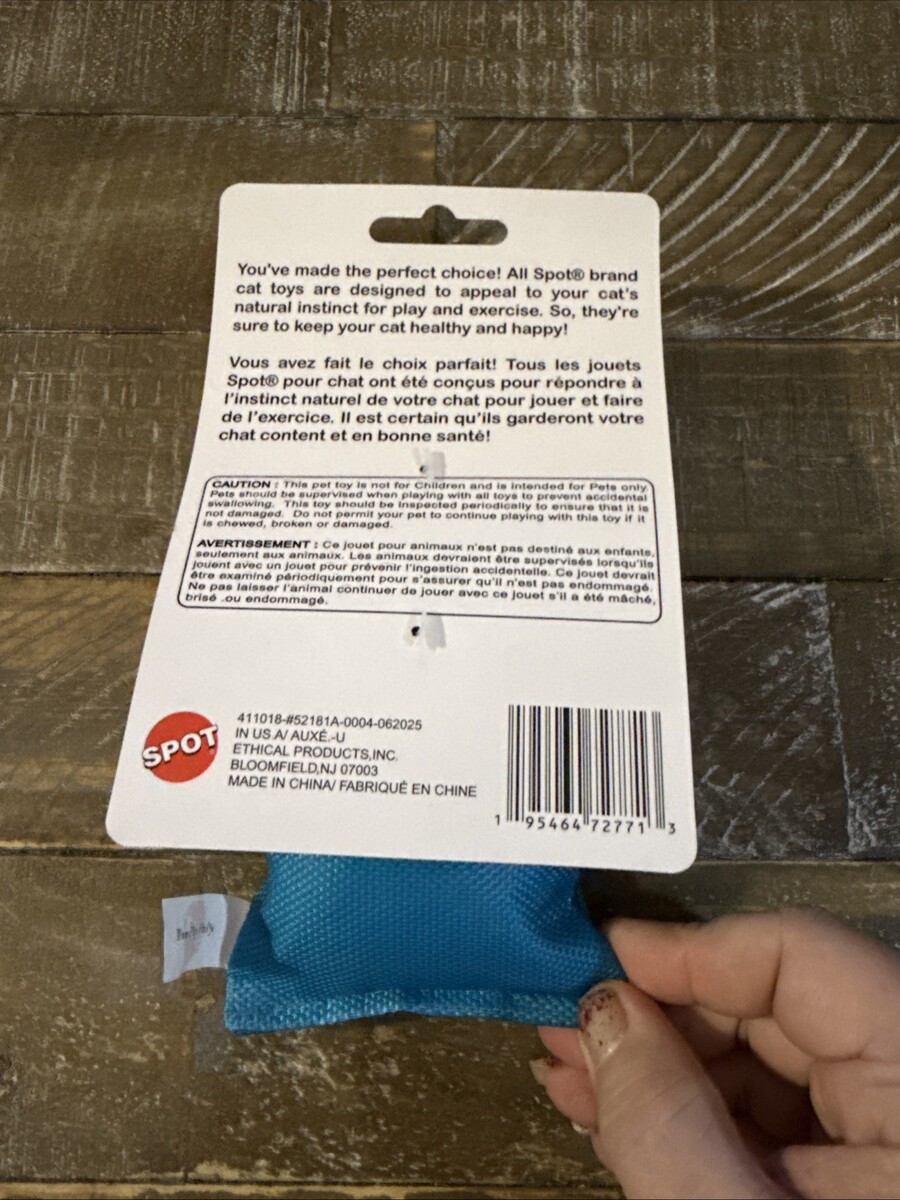 You've made the perfect choice! All Spot® brand
cat toys are designed to appeal to your cat's
natural instinct for play and exercise. So, they're
sure to keep your cat healthy and happy!
Vous avez fait le choix parfait! Tous les jouets
Spot® pour chat ont été conçus pour répondre à
l'instinct naturel de votre chat pour jouer et faire
de l'exercice. Il est certain qu'ils garderont votre
chat content et en bonne santé!
CAUTION : This pet toy is not for Children and is intended for Pets only
Pets should be supervised when playing with all toys to prevent accidental
swallowing. This toy should be inspected periodically to ensure that it is
not damaged. Do not permit your pet to continue playing with this toy if it
is chewed, broken or damaged.
AVERTISSEMENT : Ce jouet pour animaux n'est pas destiné aux enfants,
seulement aux animaux. Les animaux devraient être supervisés lorsqu'ils
jouent avec un jouet pour prévenir l'ingestion accidentelle. Ce jouet devrait
être examiné périodiquement pour s'assurer qu'il n'est pas endommagé.
Ne pas laisser l'animal continuer de jouer avec ce jouet s'il a été mâché,
brisé .ou endommagé.
SPOT
411018-#52181A-0004-062025
IN US.A/ AUXÉ.-U
ETHICAL PRODUCTS,INC.
BLOOMFIELD,NJ 07003
MADE IN CHINA/ FABRIQUÉ EN CHINE
1 95464 72771 3